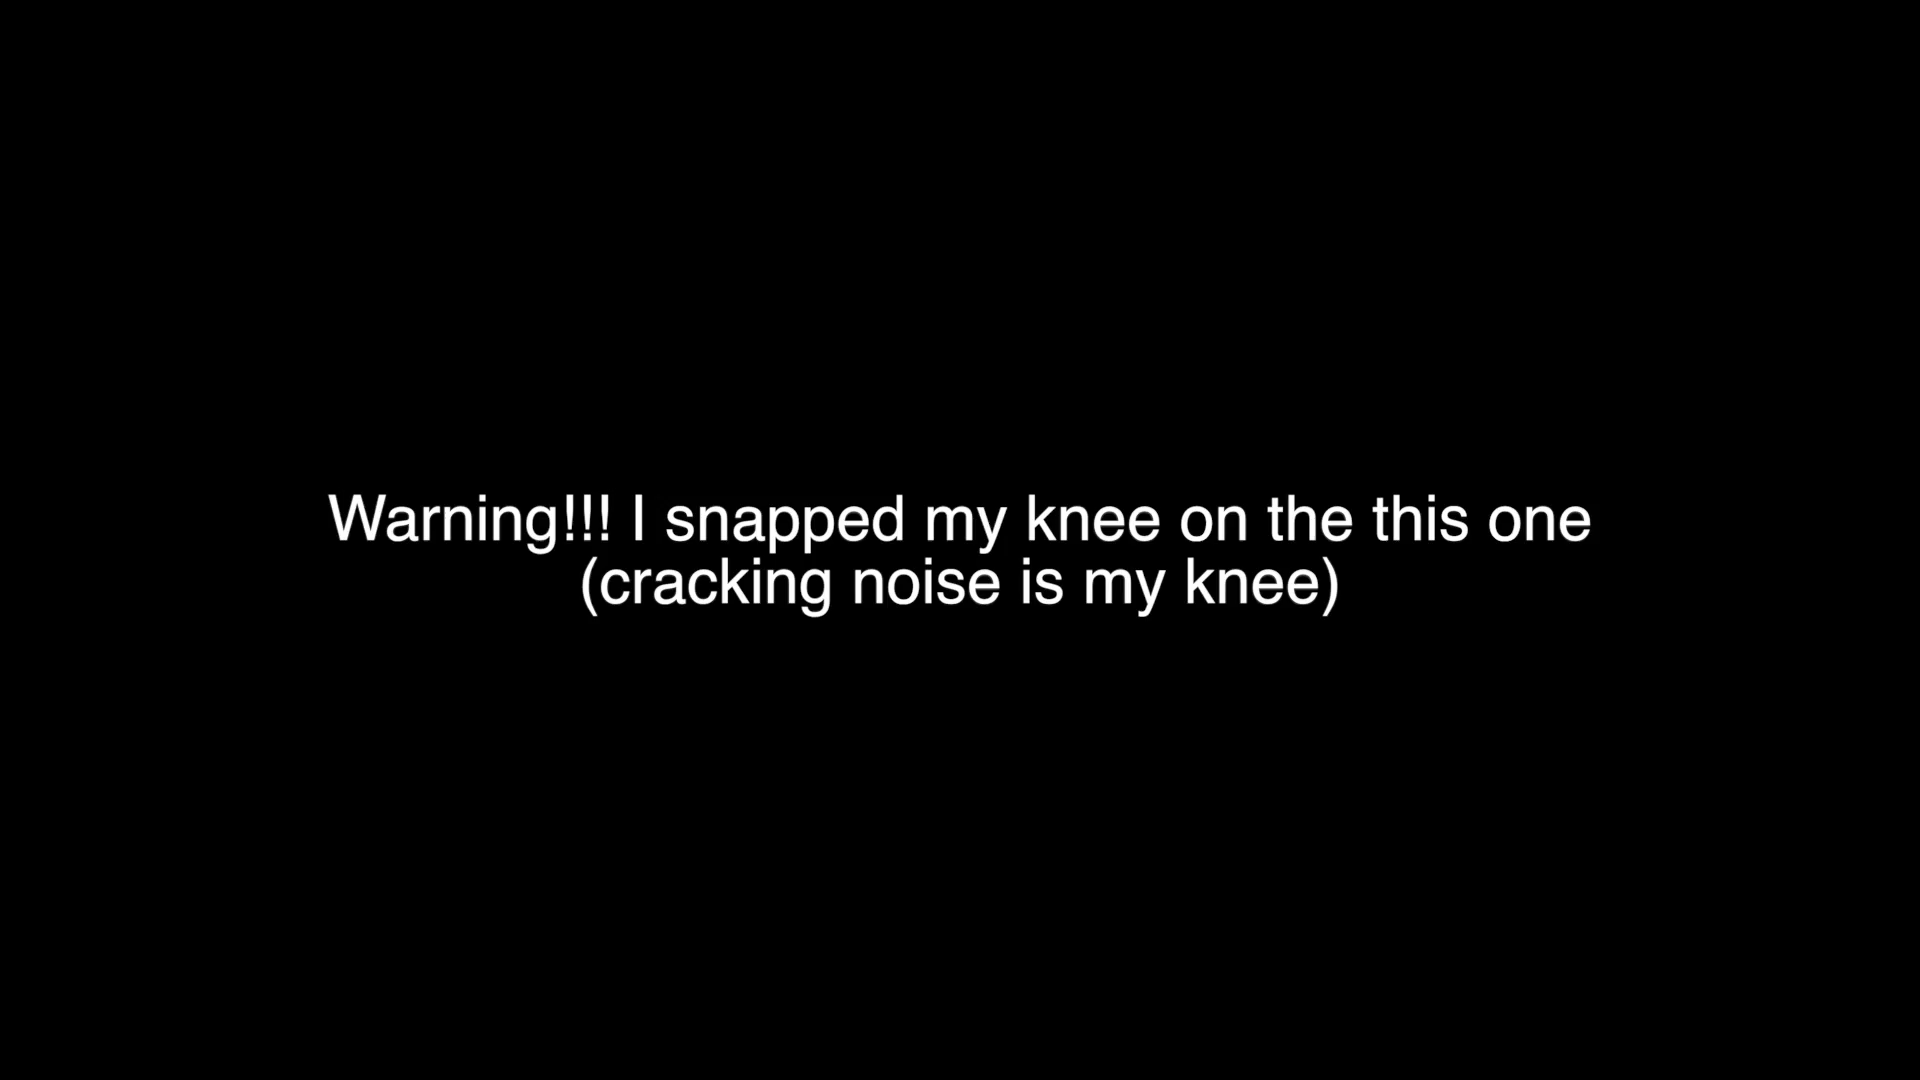 Warning!!! I snapped my knee on the this one
(cracking noise is my knee)